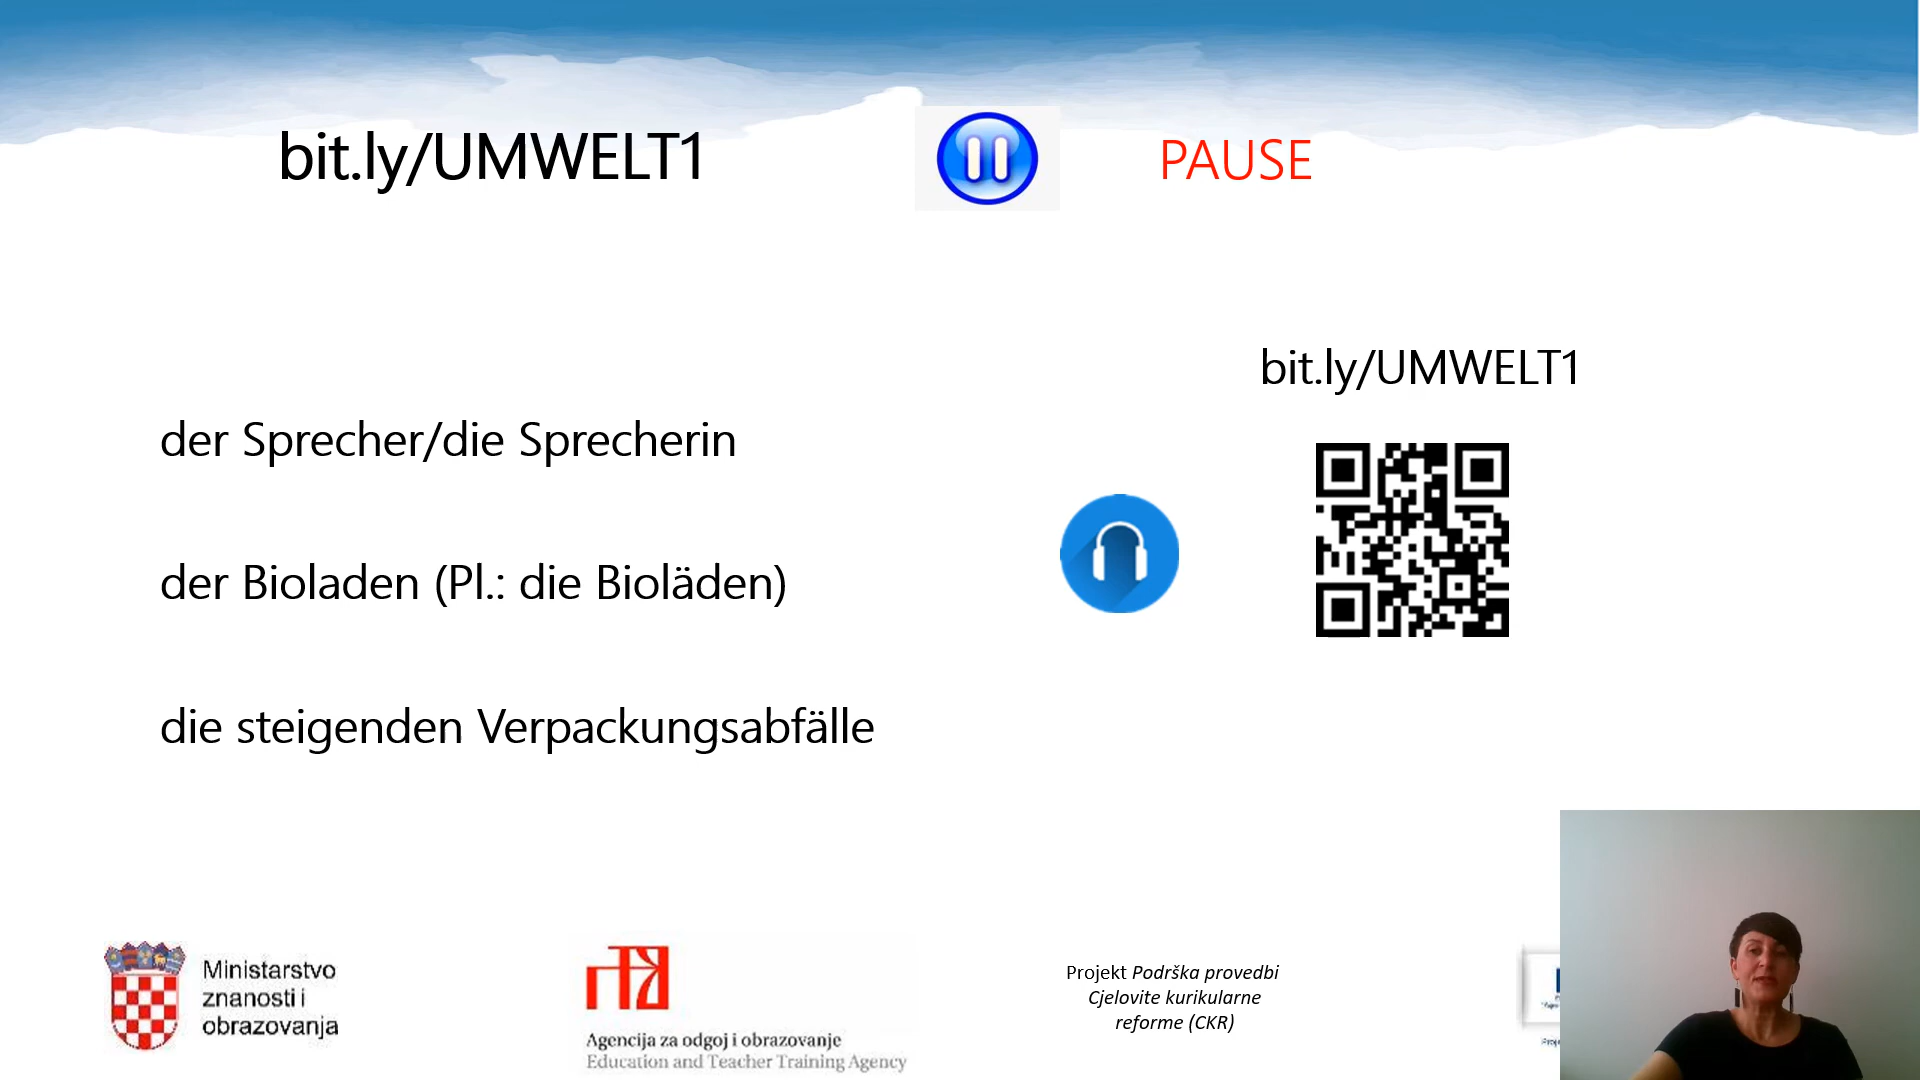 bit.ly/UMWELT1
PAUSE
bit.ly/UMWELT1
der Sprecher/die Sprecherin
der Bioladen (Pl.: die Bioläden)
die steigenden Verpackungsabfälle
Ministarstvo
znanosti i
obrazovanja
Agencija za odgoj i obrazovanje
Education and Teacher Training Agency
Projekt Podrška provedbi
Cjelovite kurikularne
reforme (CKR)